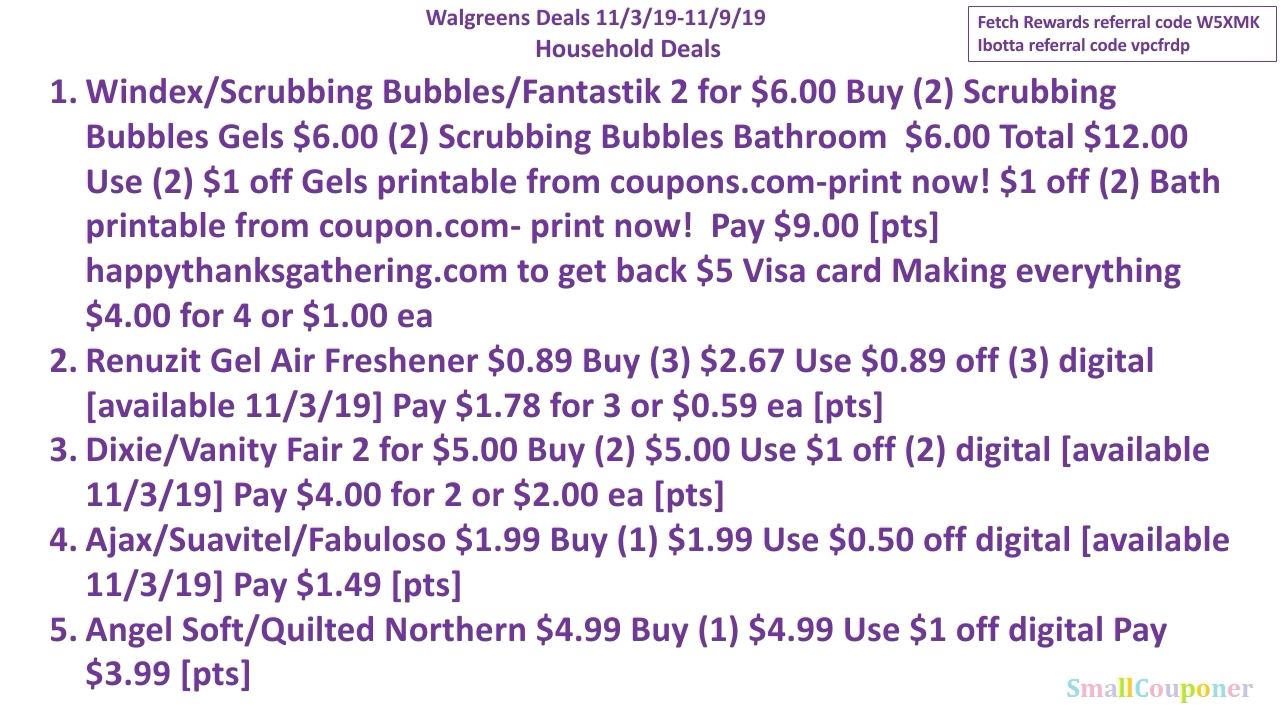 Walgreens Deals 11/3/19-11/9/19
Household Deals
Fetch Rewards referral code W5XMK
Ibotta referral code vpcfrdp
1. Windex/Scrubbing Bubbles/Fantastik 2 for $6.00 Buy (2) Scrubbing
Bubbles Gels $6.00 (2) Scrubbing Bubbles Bathroom  $6.00 Total $12.00
Use (2) $1 off Gels printable from coupons.com-print now! $1 off (2) Bath
printable from coupon.com- print now!  Pay $9.00 [pts]
happythanksgathering.com to get back $5 Visa card Making everything
$4.00 for 4 or $1.00 ea
2. Renuzit Gel Air Freshener $0.89 Buy (3) $2.67 Use $0.89 off (3) digital
[available 11/3/19] Pay $1.78 for 3 or $0.59 ea [pts]
3. Dixie/Vanity Fair 2 for $5.00 Buy (2) $5.00 Use $1 off (2) digital [available
11/3/19] Pay $4.00 for 2 or $2.00 ea [pts]
4. Ajax/Suavitel/Fabuloso $1.99 Buy (1) $1.99 Use $0.50 off digital [available
11/3/19] Pay $1.49 [pts]
5. Angel Soft/Quilted Northern $4.99 Buy (1) $4.99 Use $1 off digital Pay
$3.99 [pts]
SmallCouponer